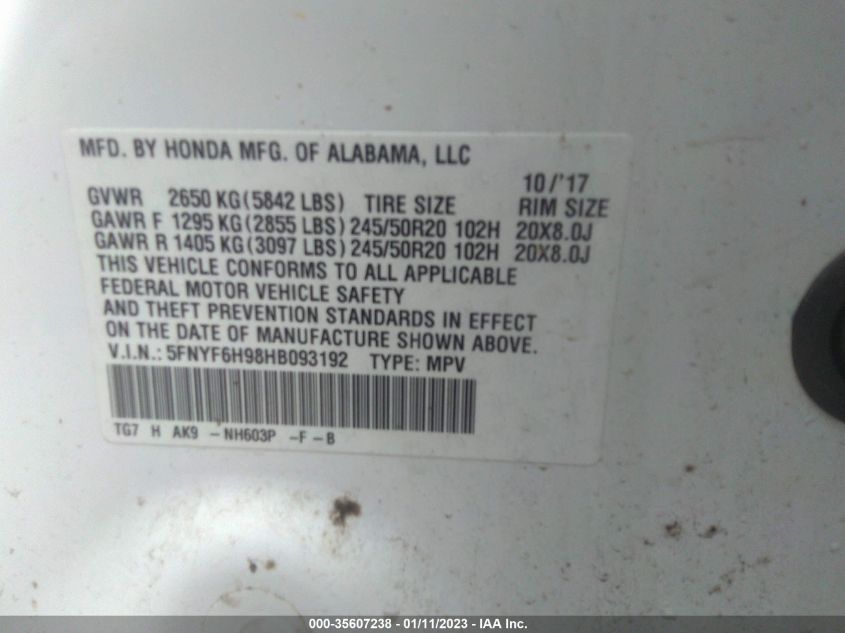 MFD. BY HONDA MFG. OF ALABAMA, LLC
10/'17
GVWR 2650 KG (5842 LBS) TIRE SIZE RIM SIZE
GAWR F 1295 KG (2855 LBS) 245/50R20 102H 20X8.0J
GAWR R 1405 KG (3097 LBS) 245/50R20 102H 20X8.0J
THIS VEHICLE CONFORMS TO ALL APPLICABLE
FEDERAL MOTOR VEHICLE SAFETY
AND THEFT PREVENTION STANDARDS IN EFFECT
ON THE DATE OF MANUFACTURE SHOWN ABOVE.
V.I.N.: 5FNYF6H98HB093192 TYPE: MPV
TG7 H AK9 - NH603P - F - B
000-35607238 - 01/11/2023 - IAA Inc.